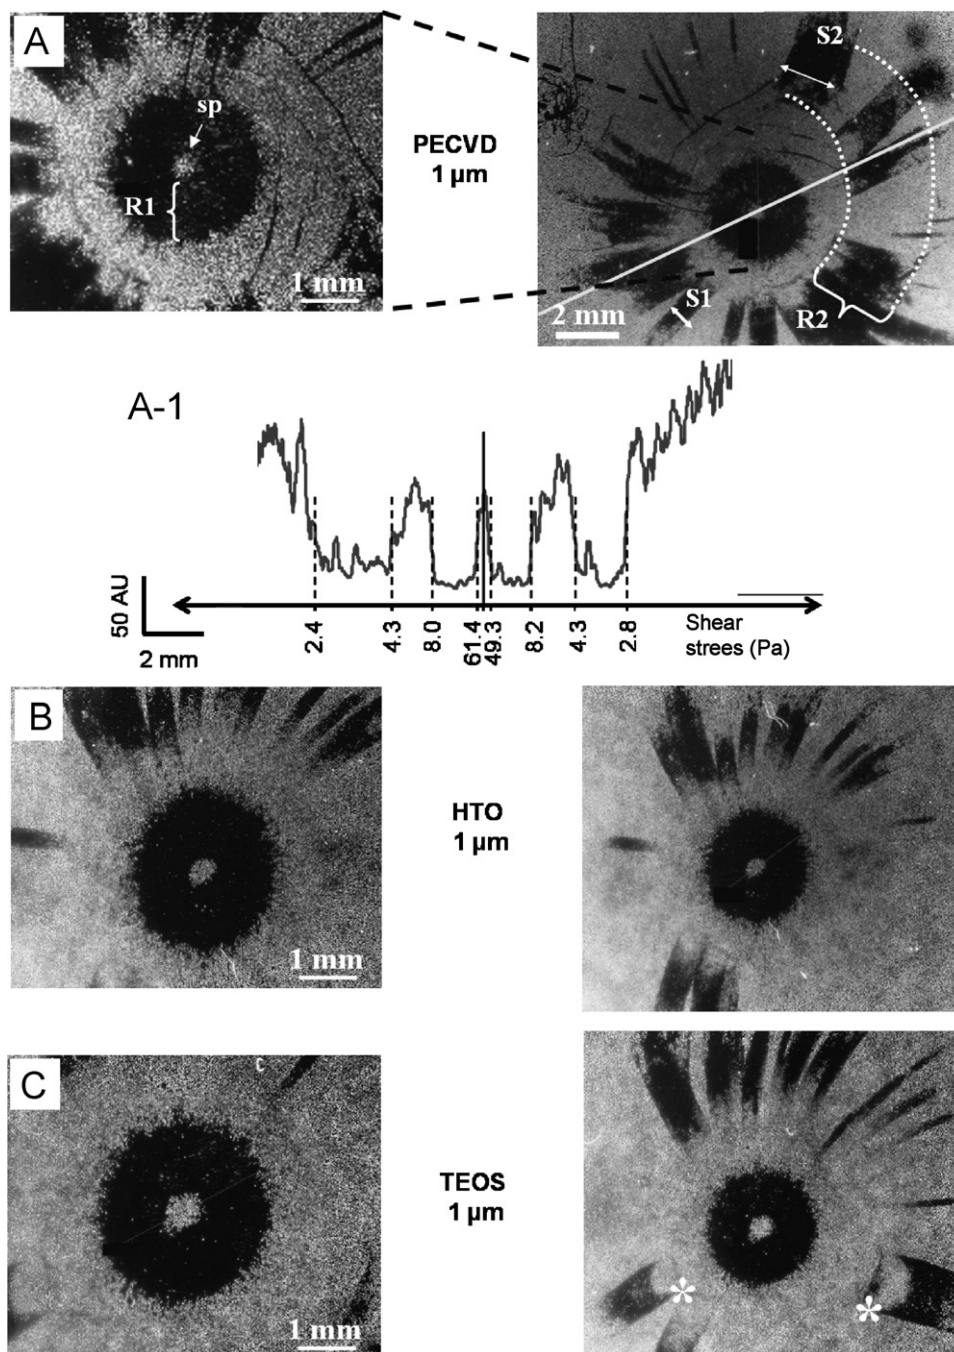 A
sp
R1
1 mm
PECVD
1 µm
S2
S1
R2
2 mm
A-1
50 AU
2 mm
2.4
4.3
8.0
61.4
49.3
8.2
4.3
2.8
Shear
strees (Pa)
B
1 mm
HTO
1 µm
C
1 mm
TEOS
1 µm
*
*